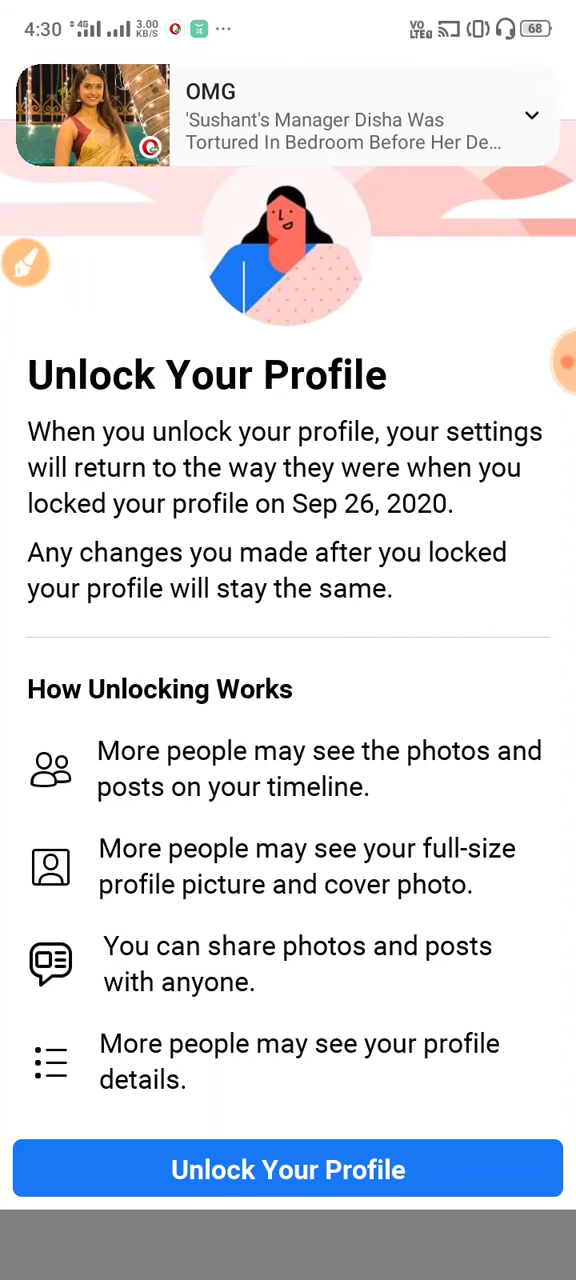 4:30 4G 3.00 KB/S ... VO LTE 68
OMG
'Sushant's Manager Disha Was
Tortured In Bedroom Before Her De...
Unlock Your Profile
When you unlock your profile, your settings
will return to the way they were when you
locked your profile on Sep 26, 2020.
Any changes you made after you locked
your profile will stay the same.
How Unlocking Works
More people may see the photos and
posts on your timeline.
More people may see your full-size
profile picture and cover photo.
You can share photos and posts
with anyone.
More people may see your profile
details.
Unlock Your Profile